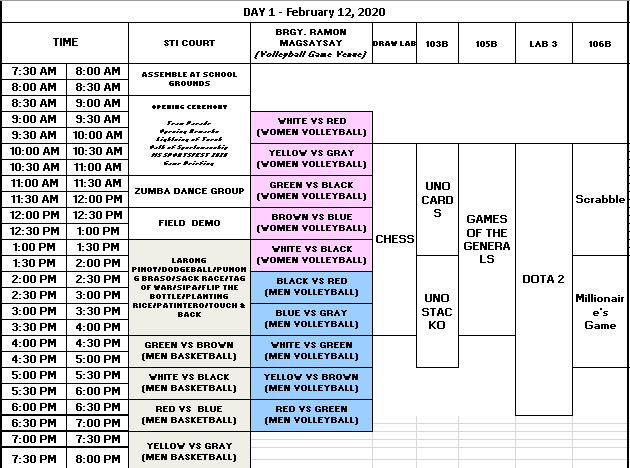 DAY 1 - February 12, 2020
TIME
STI COURT
BRGY. RAMON
MAGSAYSAY
(Volleyball Game Venue)
DRAW LAB
103B
105B
LAB 3
106B
7:30 AM 8:00 AM
8:00 AM 8:30 AM
8:30 AM 9:00 AM
9:00 AM 9:30 AM
9:30 AM 10:00 AM
10:00 AM 10:30 AM
10:30 AM 11:00 AM
11:00 AM 11:30 AM
11:30 AM 12:00 PM
12:00 PM 12:30 PM
12:30 PM 1:00 PM
1:00 PM 1:30 PM
1:30 PM 2:00 PM
2:00 PM 2:30 PM
2:30 PM 3:00 PM
3:00 PM 3:30 PM
3:30 PM 4:00 PM
4:00 PM 4:30 PM
4:30 PM 5:00 PM
5:00 PM 5:30 PM
5:30 PM 6:00 PM
6:00 PM 6:30 PM
6:30 PM 7:00 PM
7:00 PM 7:30 PM
7:30 PM 8:00 PM
ASSEMBLE AT SCHOOL
GROUNDS
OPENING CEREMONY
Team Parade
Opening Remarks
Lightning of Torch
Oath of Sportsmanship
SPORTSFEST 2020
Game Briefing
ZUMBA DANCE GROUP
FIELD DEMO
LARONG
PINOY/DODGEBALL/PUNON
G BRASO/SACK RACE/TAG
OF WAR/SIPA/FLIP THE
BOTTLE/PLANTING
RICE/PATINTERO/TOUCH &
BACK
GREEN VS BROWN
(MEN BASKETBALL)
WHITE VS BLACK
(MEN BASKETBALL)
RED VS BLUE
(MEN BASKETBALL)
YELLOW VS GRAY
(MEN BASKETBALL)
WHITE VS RED
(WOMEN VOLLEYBALL)
YELLOW VS GRAY
(WOMEN VOLLEYBALL)
GREEN VS BLACK
(WOMEN VOLLEYBALL)
BROWN VS BLUE
(WOMEN VOLLEYBALL)
WHITE VS BLACK
(WOMEN VOLLEYBALL)
BLACK VS RED
(MEN VOLLEYBALL)
BLUE VS GRAY
(MEN VOLLEYBALL)
WHITE VS GREEN
(MEN VOLLEYBALL)
YELLOW VS BROWN
(MEN VOLLEYBALL)
RED VS GREEN
(MEN VOLLEYBALL)
CHESS
UNO
CARD
S
UNO
STAC
KO
GAMES
OF THE
GENERA
LS
DOTA 2
Scrabble
Millionair
e's
Game